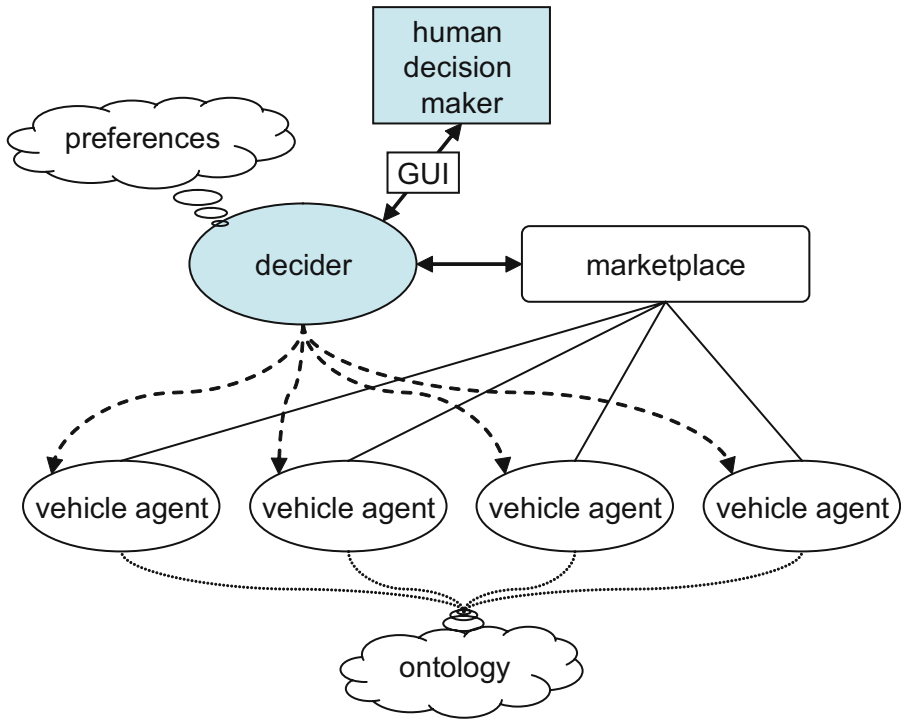 human
decision
maker
preferences
GUI
decider
marketplace
vehicle agent
vehicle agent
vehicle agent
vehicle agent
ontology